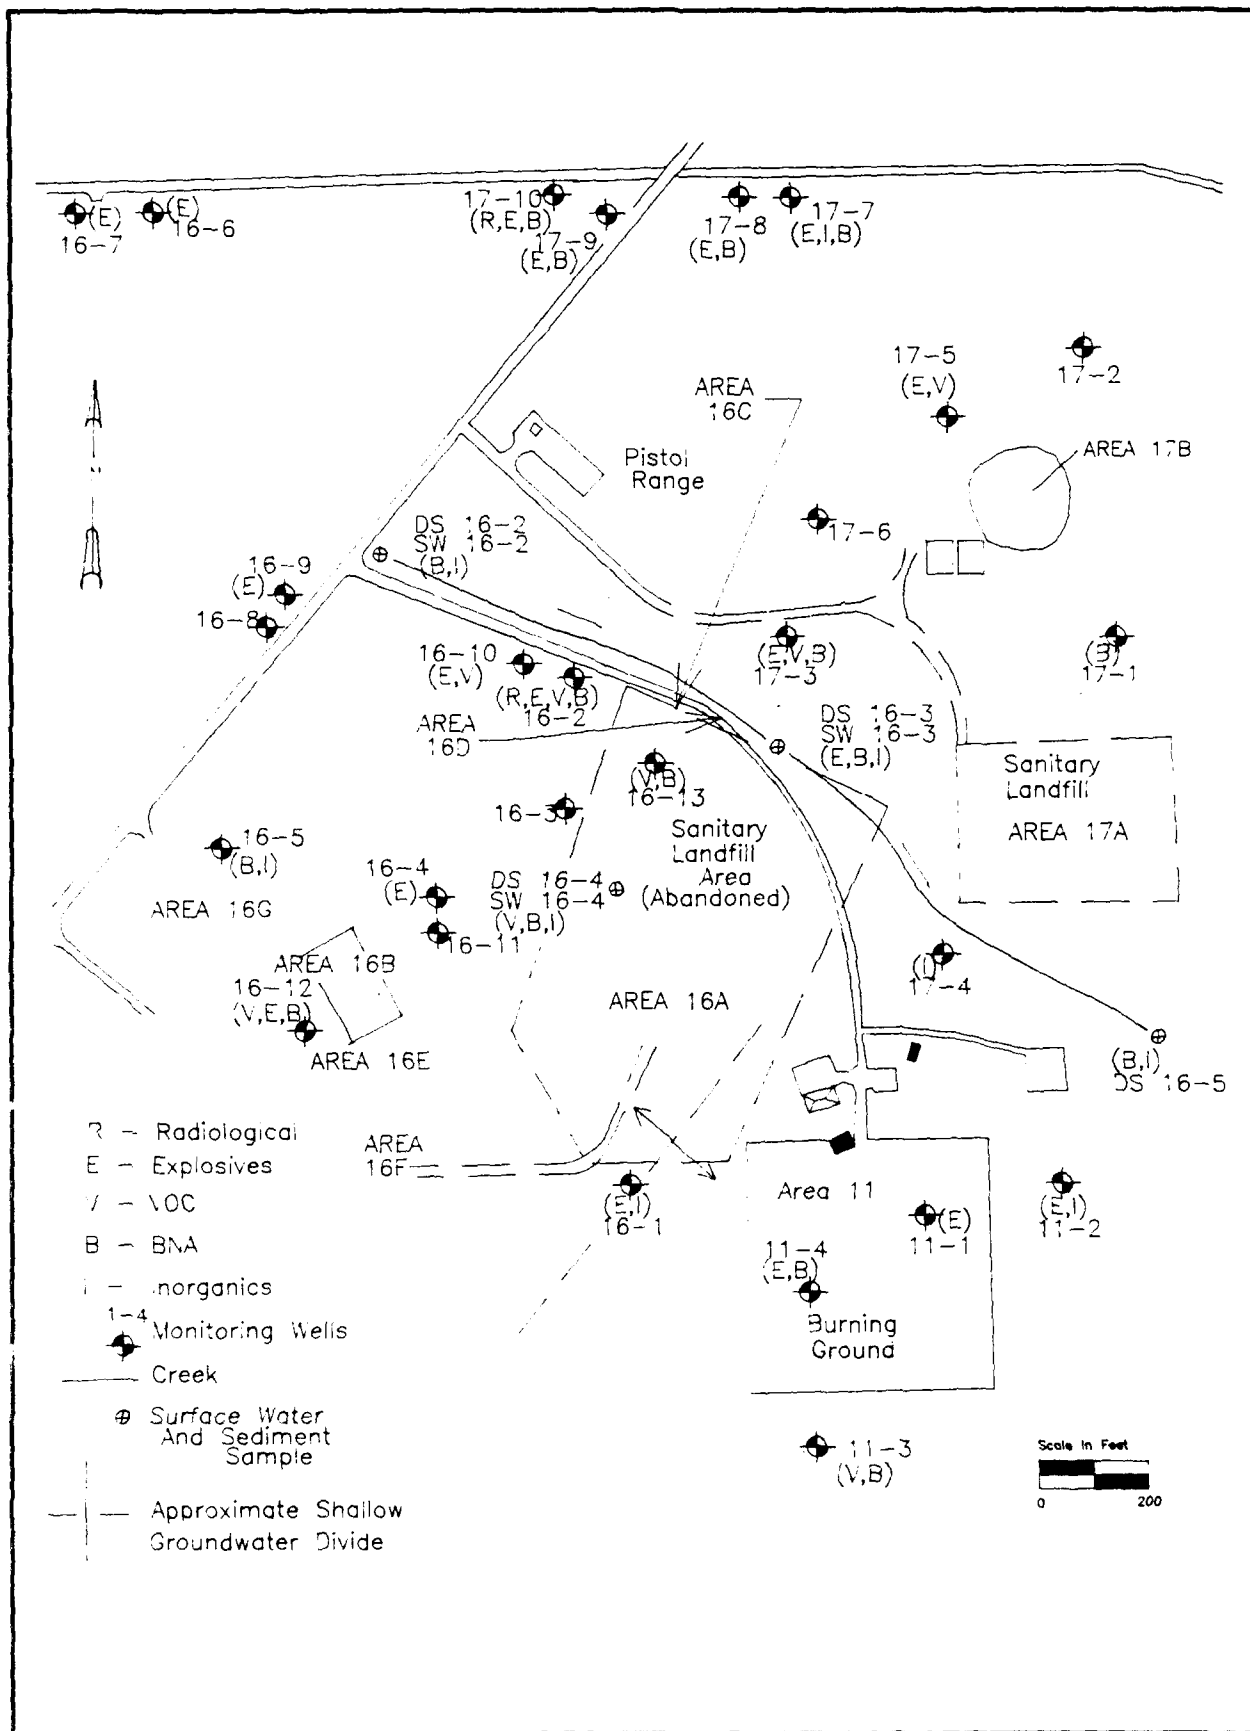 17-10
(R,E,B)
17-9
(E,B)
17-8
(E,B)
17-7
(E,I,B)
(E)
16-7
(E)
16-6
17-5
(E,V)
17-2
AREA
16C
AREA 17B
Pistol
Range
N
17-6
DS 16-2
SW 16-2
(B,I)
16-9
(E)
16-8
16-10
(E,V)
(R,E,V,B)
16-2
(E,V,B)
17-3
(B)
17-1
AREA
16D
DS 16-3
SW 16-3
(E,B,I)
(V,B)
16-13
16-3
Sanitary
Landfill
AREA 17A
Sanitary
Landfill
Area
(Abandoned)
16-5
(B,I)
16-4
(E)
DS 16-4
SW 16-4
(V,B,I)
AREA 16G
16-11
AREA 16B
16-12
(V,E,B)
AREA 16E
AREA 16A
(I)
17-4
(B,I)
DS 16-5
AREA
16F
(E,I)
16-1
Area 11
(E)
11-1
(E,I)
11-2
11-4
(E,B)
Burning
Ground
11-3
(V,B)
R - Radiological
E - Explosives
V - VOC
B - BNA
I - Inorganics
1-4
Monitoring Wells
Creek
Surface Water
And Sediment
Sample
Approximate Shallow
Groundwater Divide
Scale In Feet
0 200